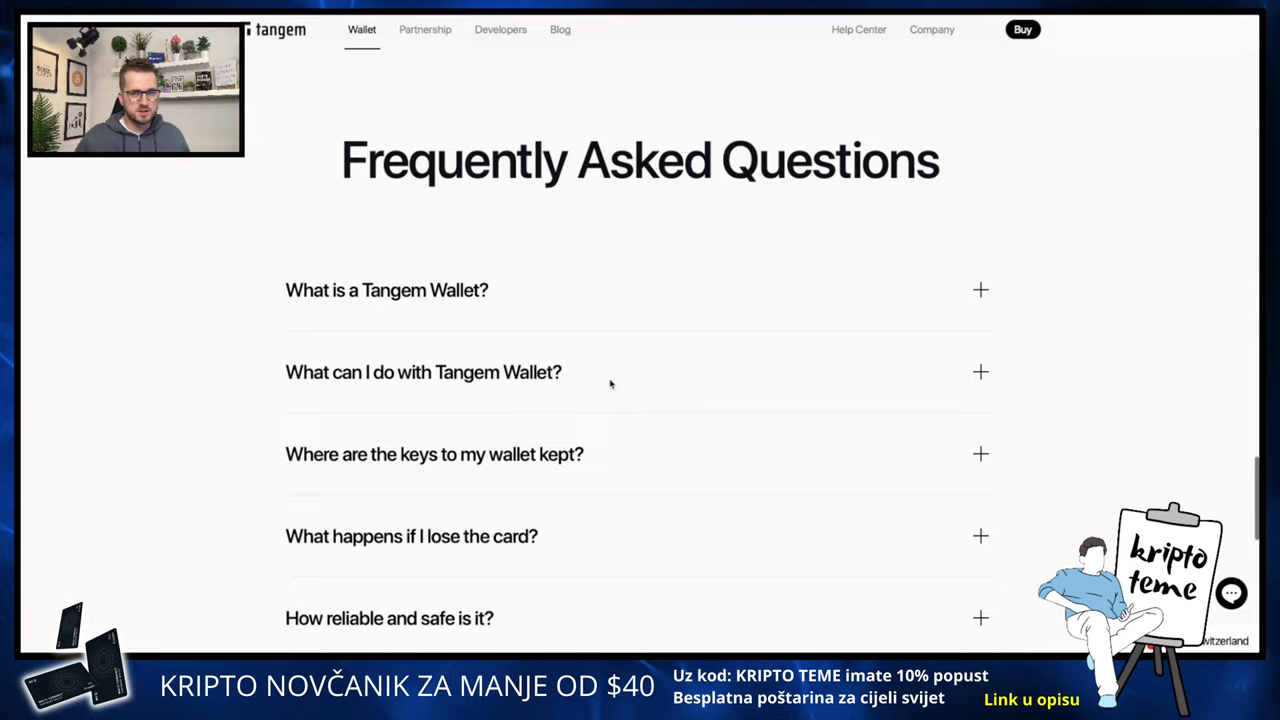 tangem
Wallet
Partnership
Developers
Blog
Help Center
Company
Buy
Frequently Asked Questions
What is a Tangem Wallet?
What can I do with Tangem Wallet?
Where are the keys to my wallet kept?
What happens if I lose the card?
How reliable and safe is it?
kripto
teme
witzerland
KRIPTO NOVČANIK ZA MANJE OD $40
Uz kod: KRIPTO TEME imate 10% popust
Besplatna poštarina za cijeli svijet
Link u opisu